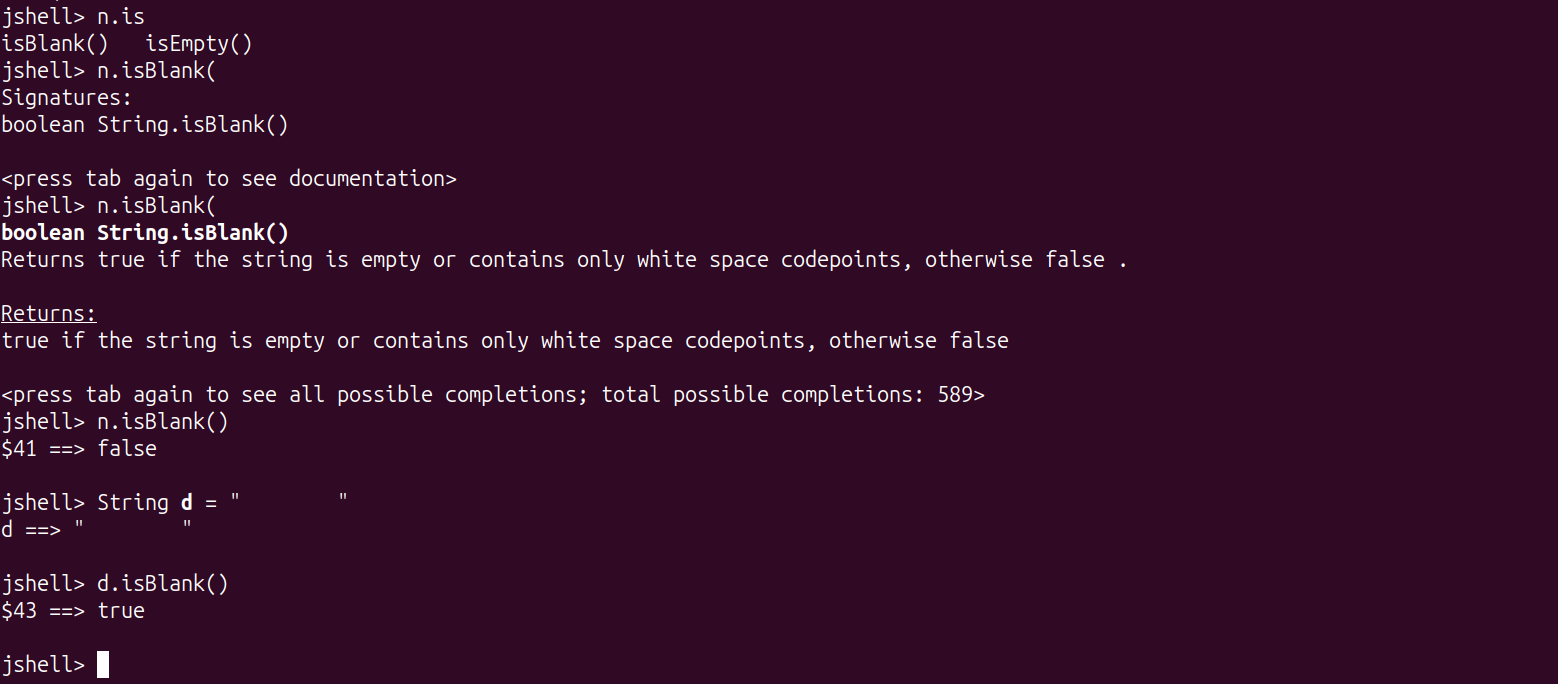 jshell> n.is
isBlank()   isEmpty()
jshell> n.isBlank(
Signatures:
boolean String.isBlank()
<press tab again to see documentation>
jshell> n.isBlank(
boolean String.isBlank()
Returns true if the string is empty or contains only white space codepoints, otherwise false .
Returns:
true if the string is empty or contains only white space codepoints, otherwise false
<press tab again to see all possible completions; total possible completions: 589>
jshell> n.isBlank()
$41 ==> false
jshell> String d = "        "
d ==> "        "
jshell> d.isBlank()
$43 ==> true
jshell>